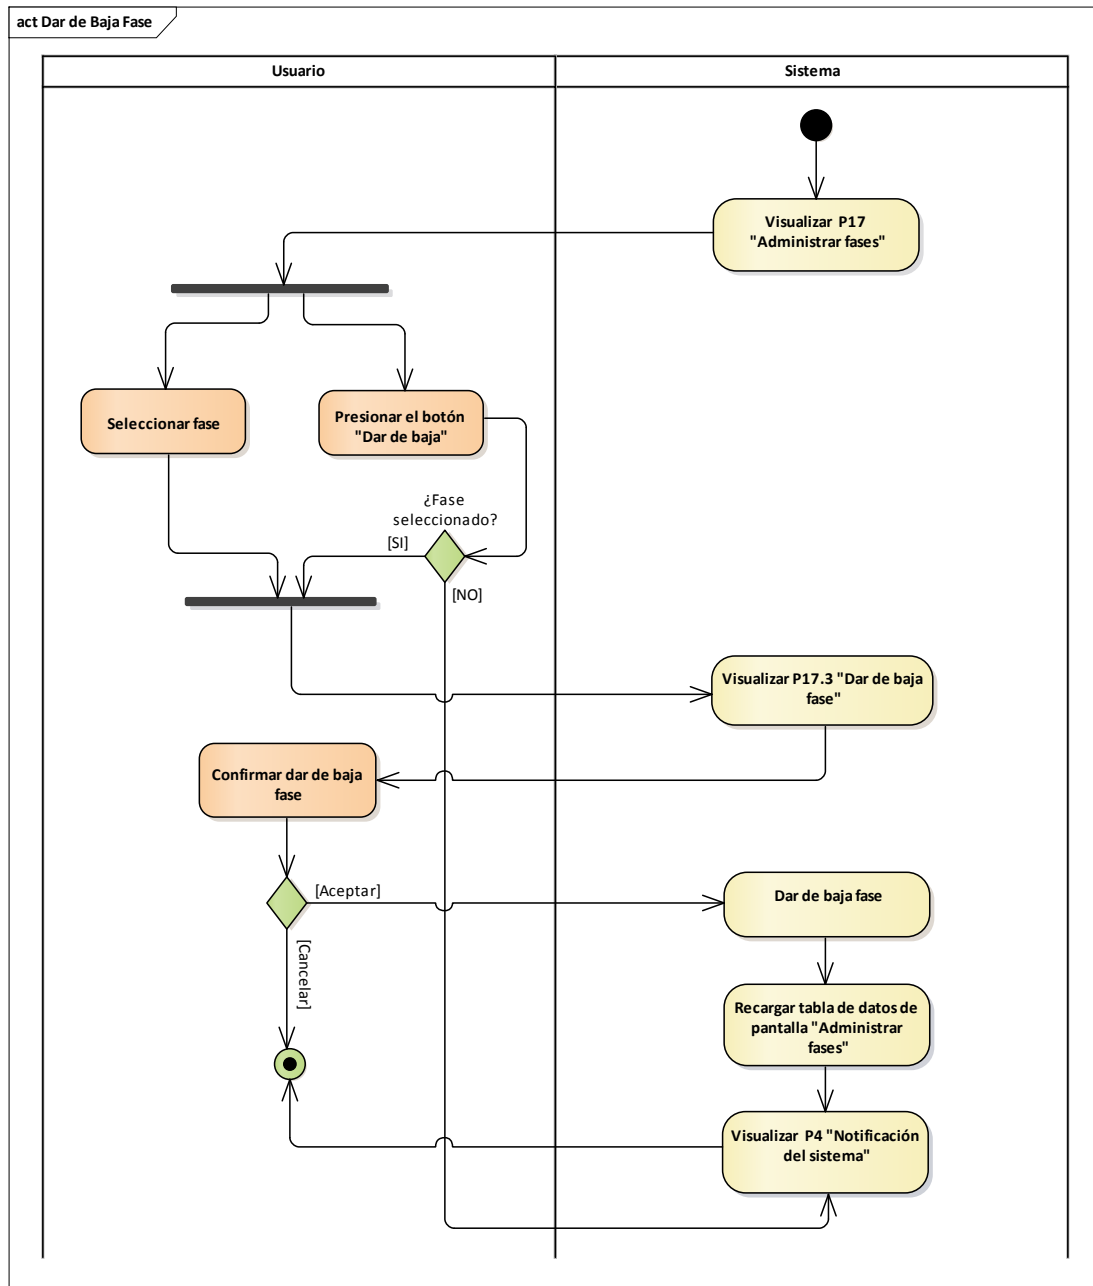 act Dar de Baja Fase
Usuario
Sistema
Visualizar P17
"Administrar fases"
Seleccionar fase
Presionar el botón
"Dar de baja"
¿Fase
seleccionado?
[SI]
[NO]
Visualizar P17.3 "Dar de baja
fase"
Confirmar dar de baja
fase
[Aceptar]
Dar de baja fase
[Cancelar]
Recargar tabla de datos de
pantalla "Administrar
fases"
Visualizar P4 "Notificación
del sistema"